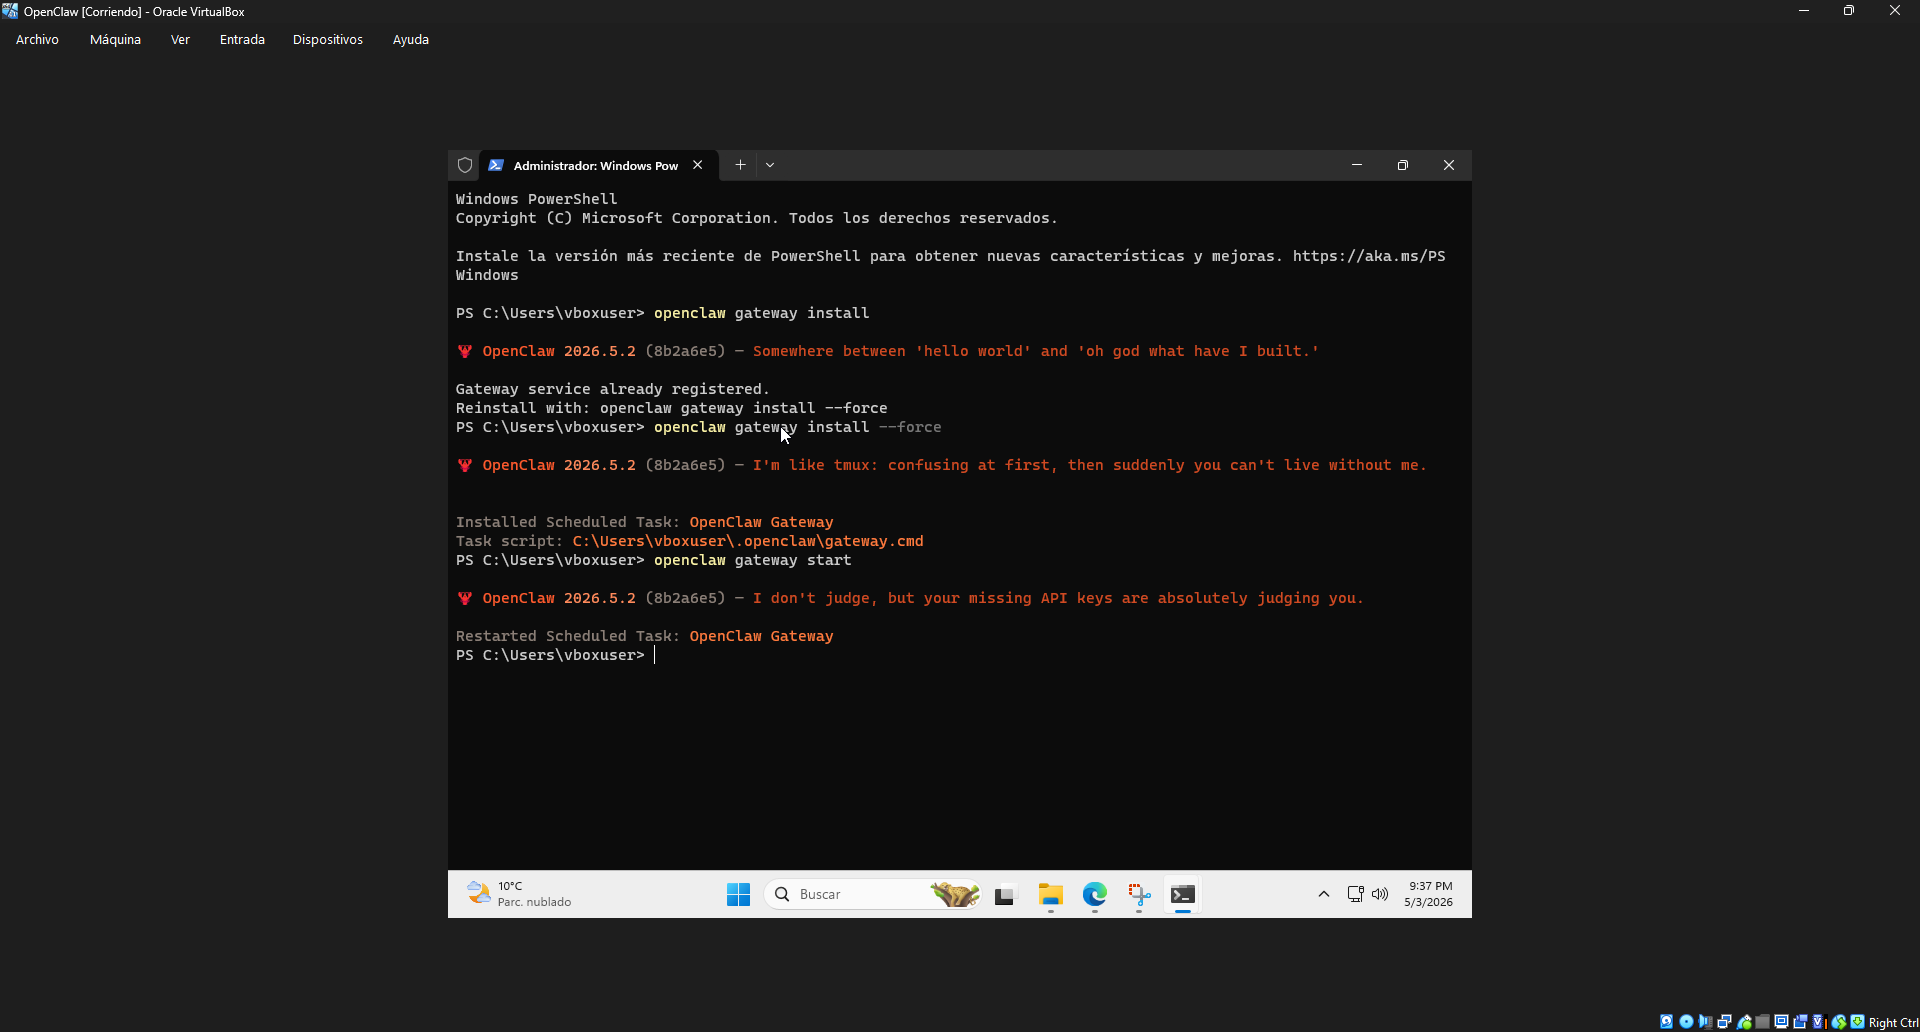 OpenClaw [Corriendo] - Oracle VirtualBox
Archivo Máquina Ver Entrada Dispositivos Ayuda
Administrador: Windows Pow
Windows PowerShell
Copyright (C) Microsoft Corporation. Todos los derechos reservados.
Instale la versión más reciente de PowerShell para obtener nuevas características y mejoras. https://aka.ms/PS
Windows
PS C:\Users\vboxuser> openclaw gateway install
OpenClaw 2026.5.2 (8b2a6e5) — Somewhere between 'hello world' and 'oh god what have I built.'
Gateway service already registered.
Reinstall with: openclaw gateway install --force
PS C:\Users\vboxuser> openclaw gateway install --force
OpenClaw 2026.5.2 (8b2a6e5) — I'm like tmux: confusing at first, then suddenly you can't live without me.
Installed Scheduled Task: OpenClaw Gateway
Task script: C:\Users\vboxuser\.openclaw\gateway.cmd
PS C:\Users\vboxuser> openclaw gateway start
OpenClaw 2026.5.2 (8b2a6e5) — I don't judge, but your missing API keys are absolutely judging you.
Restarted Scheduled Task: OpenClaw Gateway
PS C:\Users\vboxuser>
10°C
Parc. nublado
Buscar
9:37 PM
5/3/2026
Right Ctrl